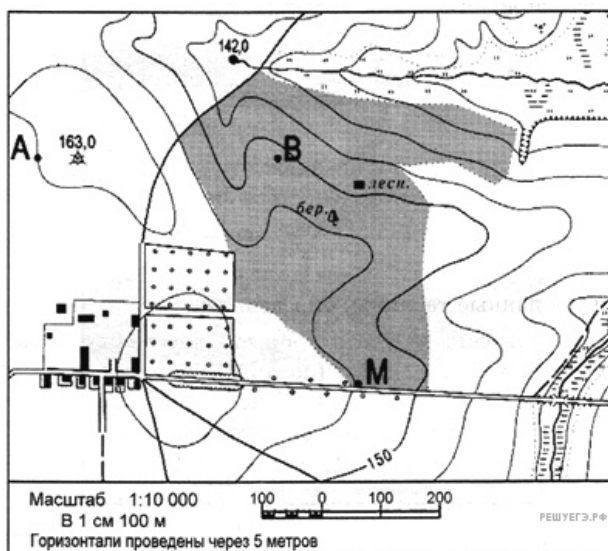 142,0
163,0
А
В
лесн.
бер.
М
150
Масштаб 1:10 000
В 1 см 100 м
100 0 100 200
Горизонтали проведены через 5 метров
РЕШУЕГЭ.РФ